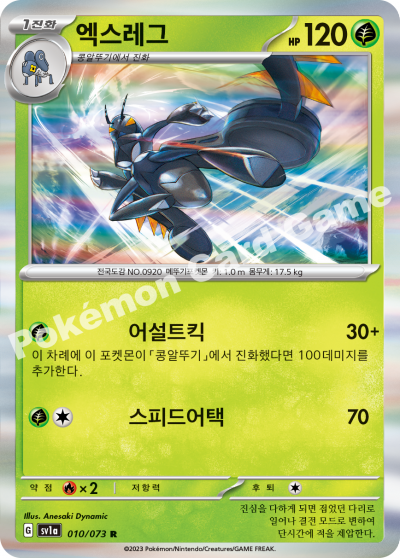 1진화
엑스레그
HP 120
콩알뚜기에서 진화
전국도감 NO.0920 메뚜기포켓몬 키: 1.0 m 몸무게: 17.5 kg
어설트킥 30+
이 차례에 이 포켓몬이 「콩알뚜기」에서 진화했다면 100데미지를
추가한다.
스피드어택 70
약점 ×2 저항력 후퇴
Illus. Anesaki Dynamic
G sv1a 010/073 R
진심을 다하게 되면 접었던 다리로
일어나 결전 모드로 변하여
단시간에 적을 제압한다.
©2023 Pokémon/Nintendo/Creatures/GAME FREAK.
Pokémon Card Game